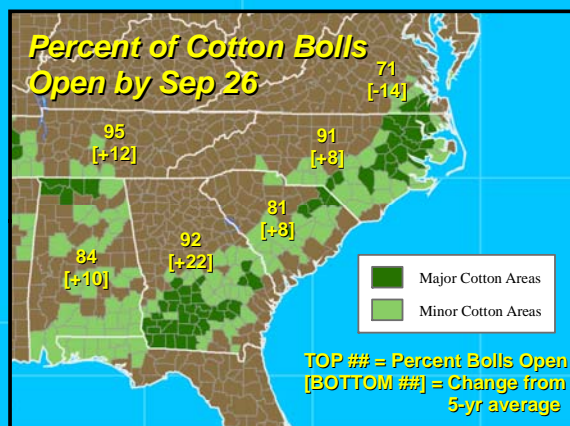 Percent of Cotton Bolls
Open by Sep 26
71
[-14]
95
[+12]
91
[+8]
81
[+8]
92
[+22]
84
[+10]
Major Cotton Areas
Minor Cotton Areas
TOP ## = Percent Bolls Open
[BOTTOM ##] = Change from
5-yr average